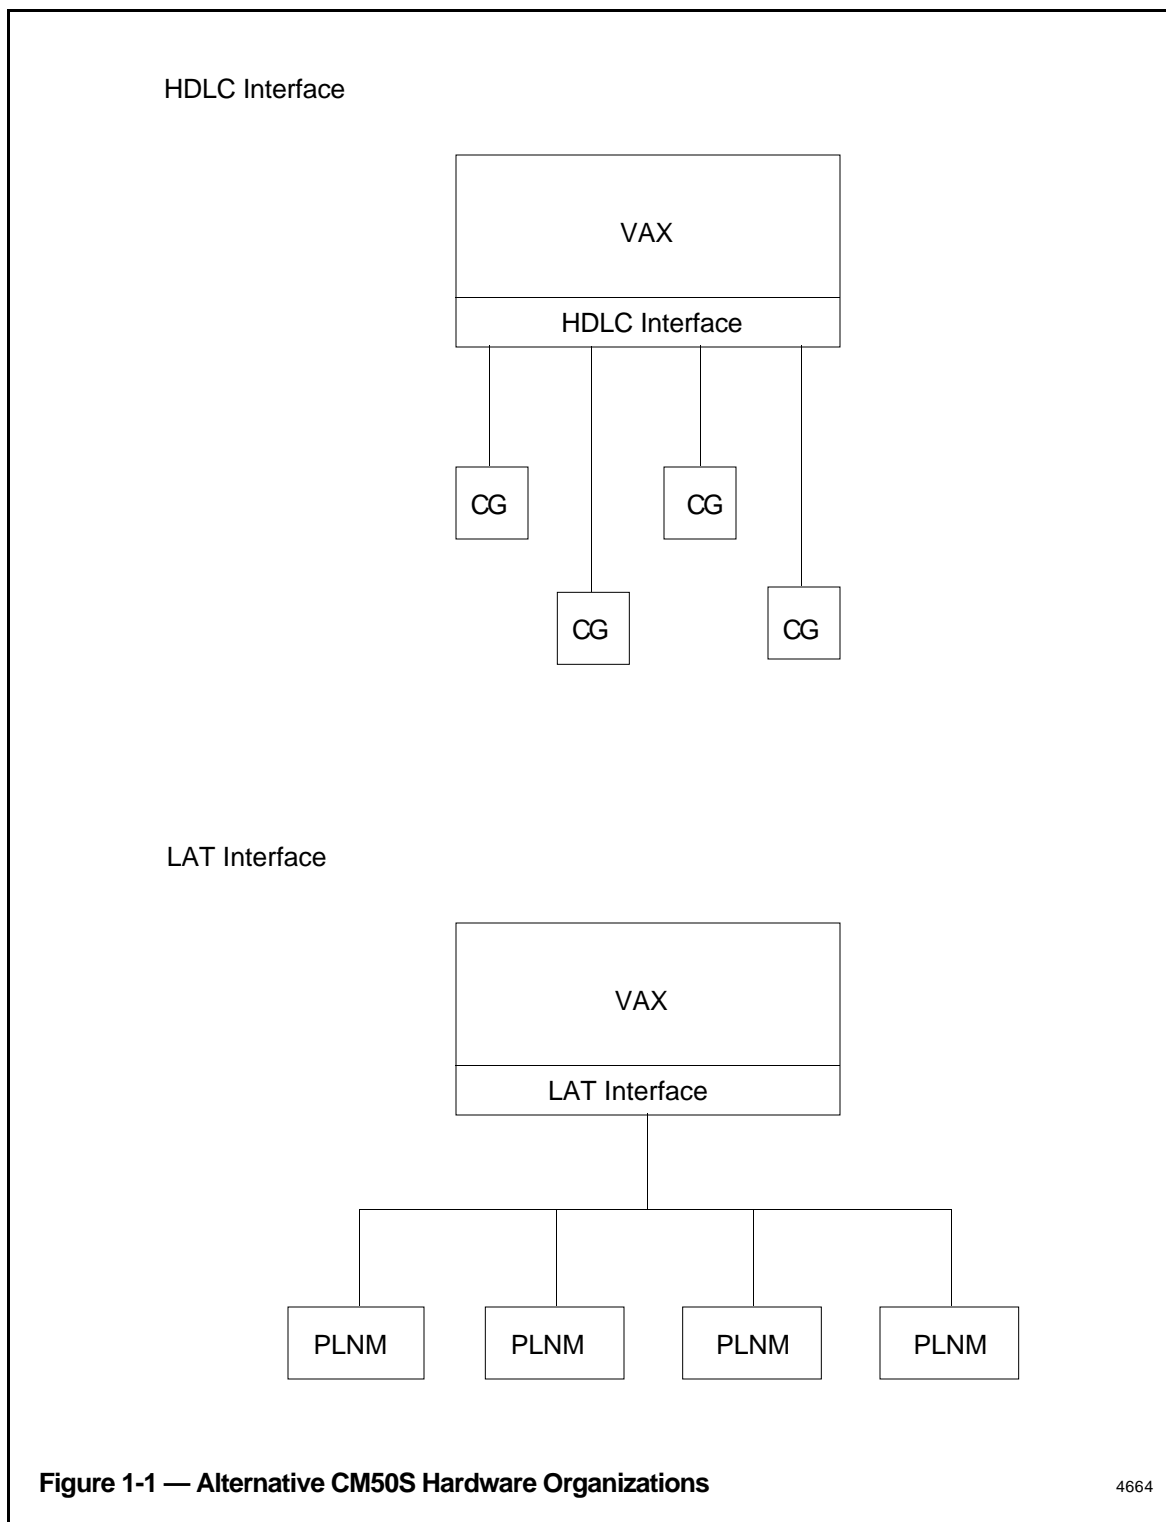 HDLC Interface
VAX
HDLC Interface
CG
CG
CG
CG
LAT Interface
VAX
LAT Interface
PLNM PLNM PLNM PLNM
Figure 1-1 — Alternative CM50S Hardware Organizations 4664